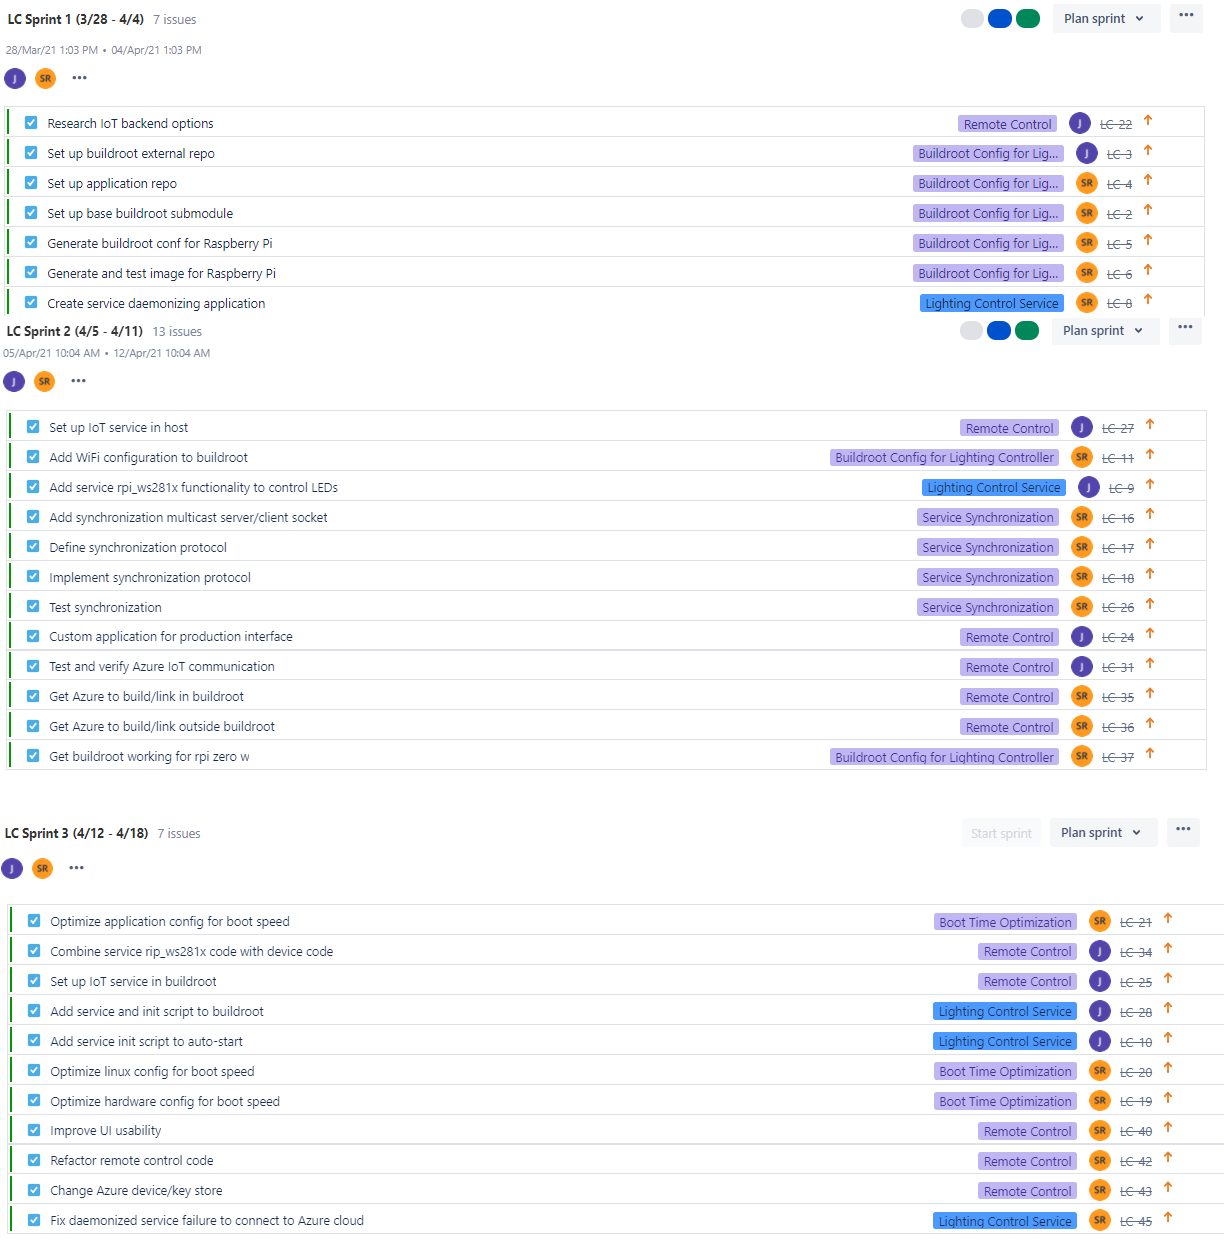 LC Sprint 1 (3/28 - 4/4) 7 issues Plan sprint
28/Mar/21 1:03 PM • 04/Apr/21 1:03 PM
J SR
Research IoT backend options Remote Control J LC-22
Set up buildroot external repo Buildroot Config for Lig... J LC-3
Set up application repo Buildroot Config for Lig... SR LC-4
Set up base buildroot submodule Buildroot Config for Lig... SR LC-2
Generate buildroot conf for Raspberry Pi Buildroot Config for Lig... SR LC-5
Generate and test image for Raspberry Pi Buildroot Config for Lig... SR LC-6
Create service daemonizing application Lighting Control Service SR LC-8
LC Sprint 2 (4/5 - 4/11) 13 issues Plan sprint
05/Apr/21 10:04 AM • 12/Apr/21 10:04 AM
J SR
Set up IoT service in host Remote Control J LC-27
Add WiFi configuration to buildroot Buildroot Config for Lighting Controller SR LC-11
Add service rpi_ws281x functionality to control LEDs Lighting Control Service J LC-9
Add synchronization multicast server/client socket Service Synchronization SR LC-16
Define synchronization protocol Service Synchronization SR LC-17
Implement synchronization protocol Service Synchronization SR LC-18
Test synchronization Service Synchronization SR LC-26
Custom application for production interface Remote Control J LC-24
Test and verify Azure IoT communication Remote Control J LC-31
Get Azure to build/link in buildroot Remote Control SR LC-35
Get Azure to build/link outside buildroot Remote Control SR LC-36
Get buildroot working for rpi zero w Buildroot Config for Lighting Controller SR LC-37
LC Sprint 3 (4/12 - 4/18) 7 issues Start sprint Plan sprint
J SR
Optimize application config for boot speed Boot Time Optimization SR LC-21
Combine service rip_ws281x code with device code Remote Control J LC-34
Set up IoT service in buildroot Remote Control J LC-25
Add service and init script to buildroot Lighting Control Service J LC-28
Add service init script to auto-start Lighting Control Service J LC-10
Optimize linux config for boot speed Boot Time Optimization SR LC-20
Optimize hardware config for boot speed Boot Time Optimization SR LC-19
Improve UI usability Remote Control SR LC-40
Refactor remote control code Remote Control SR LC-42
Change Azure device/key store Remote Control SR LC-43
Fix daemonized service failure to connect to Azure cloud Lighting Control Service SR LC-45